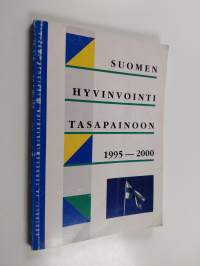 SUOMEN
HYVINVOINTI
TASAPAINOON
1995 — 2000